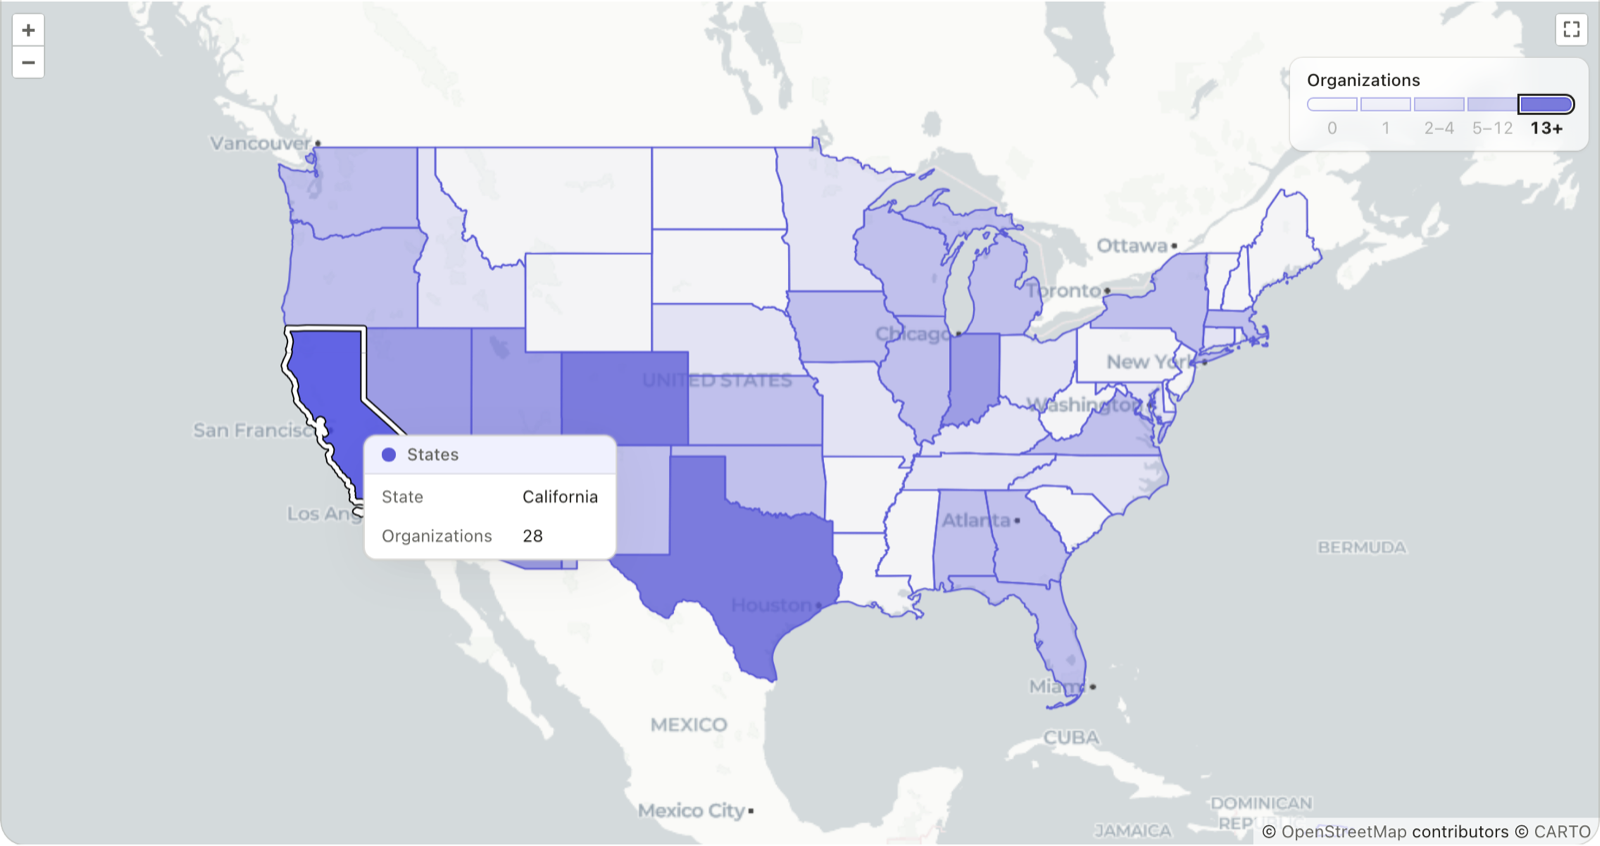 +
−
Organizations
0 1 2–4 5–12 13+
Vancouver
Ottawa
Toronto
Chicago
New York
UNITED STATES
Washington
San Francisc
States
State California
Organizations 28
Los Ang
Atlanta
BERMUDA
Houston
Miami
MEXICO
CUBA
Mexico City
DOMINICAN
REPUBLIC
JAMAICA
© OpenStreetMap contributors © CARTO